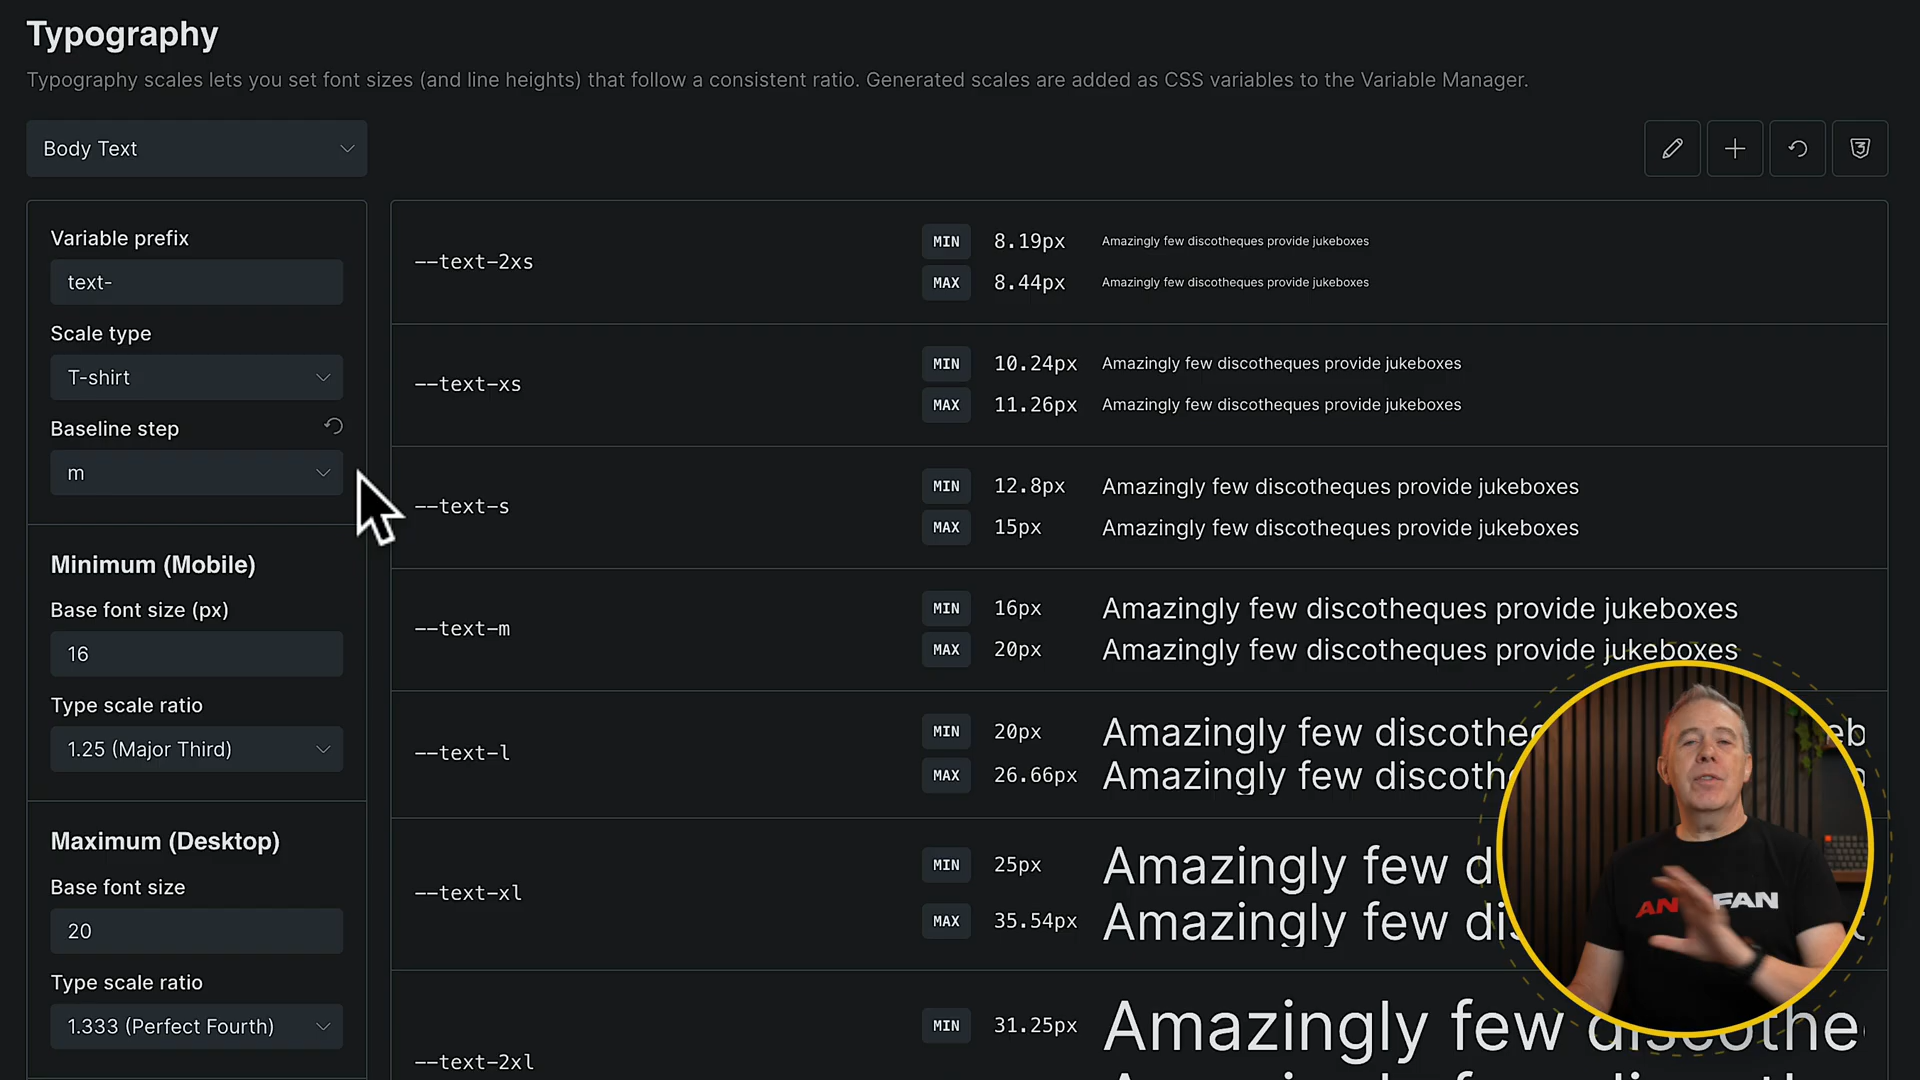 Typography
Typography scales lets you set font sizes (and line heights) that follow a consistent ratio. Generated scales are added as CSS variables to the Variable Manager.
Body Text
Variable prefix
text-
Scale type
T-shirt
Baseline step
m
Minimum (Mobile)
Base font size (px)
16
Type scale ratio
1.25 (Major Third)
Maximum (Desktop)
Base font size
20
Type scale ratio
1.333 (Perfect Fourth)
--text-2xs
MIN 8.19px Amazingly few discotheques provide jukeboxes
MAX 8.44px Amazingly few discotheques provide jukeboxes
--text-xs
MIN 10.24px Amazingly few discotheques provide jukeboxes
MAX 11.26px Amazingly few discotheques provide jukeboxes
--text-s
MIN 12.8px Amazingly few discotheques provide jukeboxes
MAX 15px Amazingly few discotheques provide jukeboxes
--text-m
MIN 16px Amazingly few discotheques provide jukeboxes
MAX 20px Amazingly few discotheques provide jukeboxes
--text-l
MIN 20px Amazingly few
MAX 26.66px Amazingly few
--text-xl
MIN 25px Amazingly few
MAX 35.54px Amazingly few
--text-2xl
MIN 31.25px Amazingly few